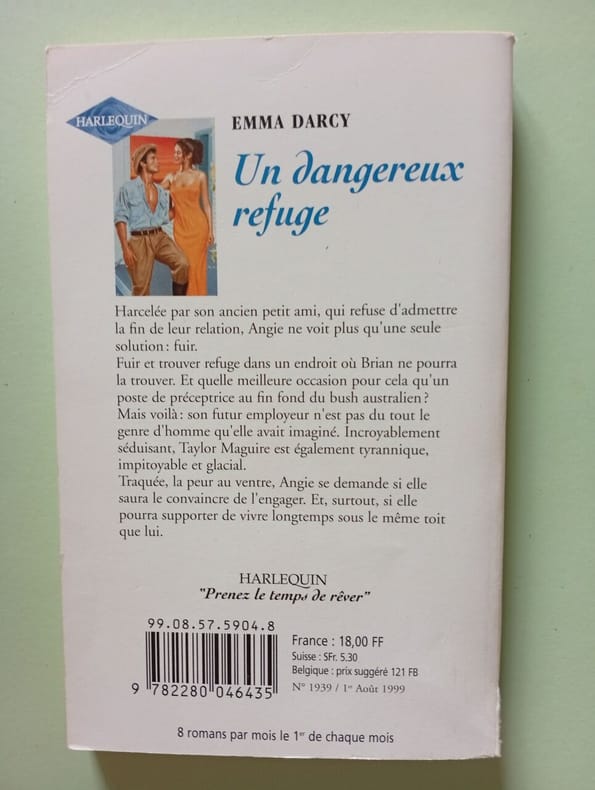 HARLEQUIN
EMMA DARCY
Un dangereux
refuge
Harcelée par son ancien petit ami, qui refuse d'admettre
la fin de leur relation, Angie ne voit plus qu'une seule
solution : fuir.
Fuir et trouver refuge dans un endroit où Brian ne pourra
la trouver. Et quelle meilleure occasion pour cela qu'un
poste de préceptrice au fin fond du bush australien ?
Mais voilà : son futur employeur n'est pas du tout le
genre d'homme qu'elle avait imaginé. Incroyablement
séduisant, Taylor Maguire est également tyrannique,
impitoyable et glacial.
Traquée, la peur au ventre, Angie se demande si elle
saura le convaincre de l'engager. Et, surtout, si elle
pourra supporter de vivre longtemps sous le même toit
que lui.
HARLEQUIN
"Prenez le temps de rêver"
99.08.57.5904.8
9 782280 046435
France : 18,00 FF
Suisse : SFr. 5.30
Belgique : prix suggéré 121 FB
N° 1939 / 1er Août 1999
8 romans par mois le 1er de chaque mois